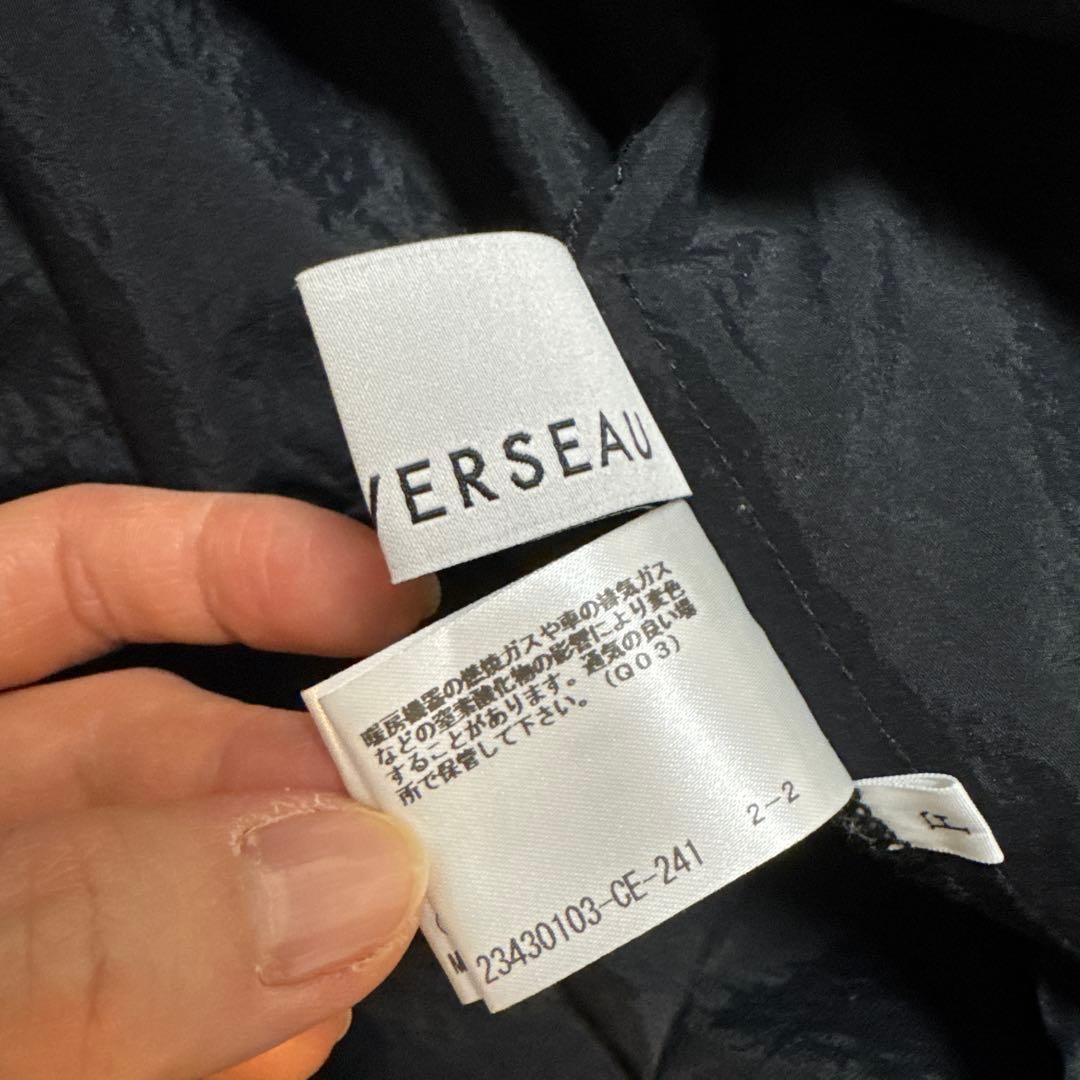 VERSEAU
暖房機器の燃焼ガスや車の排気ガス
などの窒素酸化物の影響により変色
することがあります。通気の良い場
所で保管して下さい。 (Q03)
2-2
23430103-CE-241
M
F